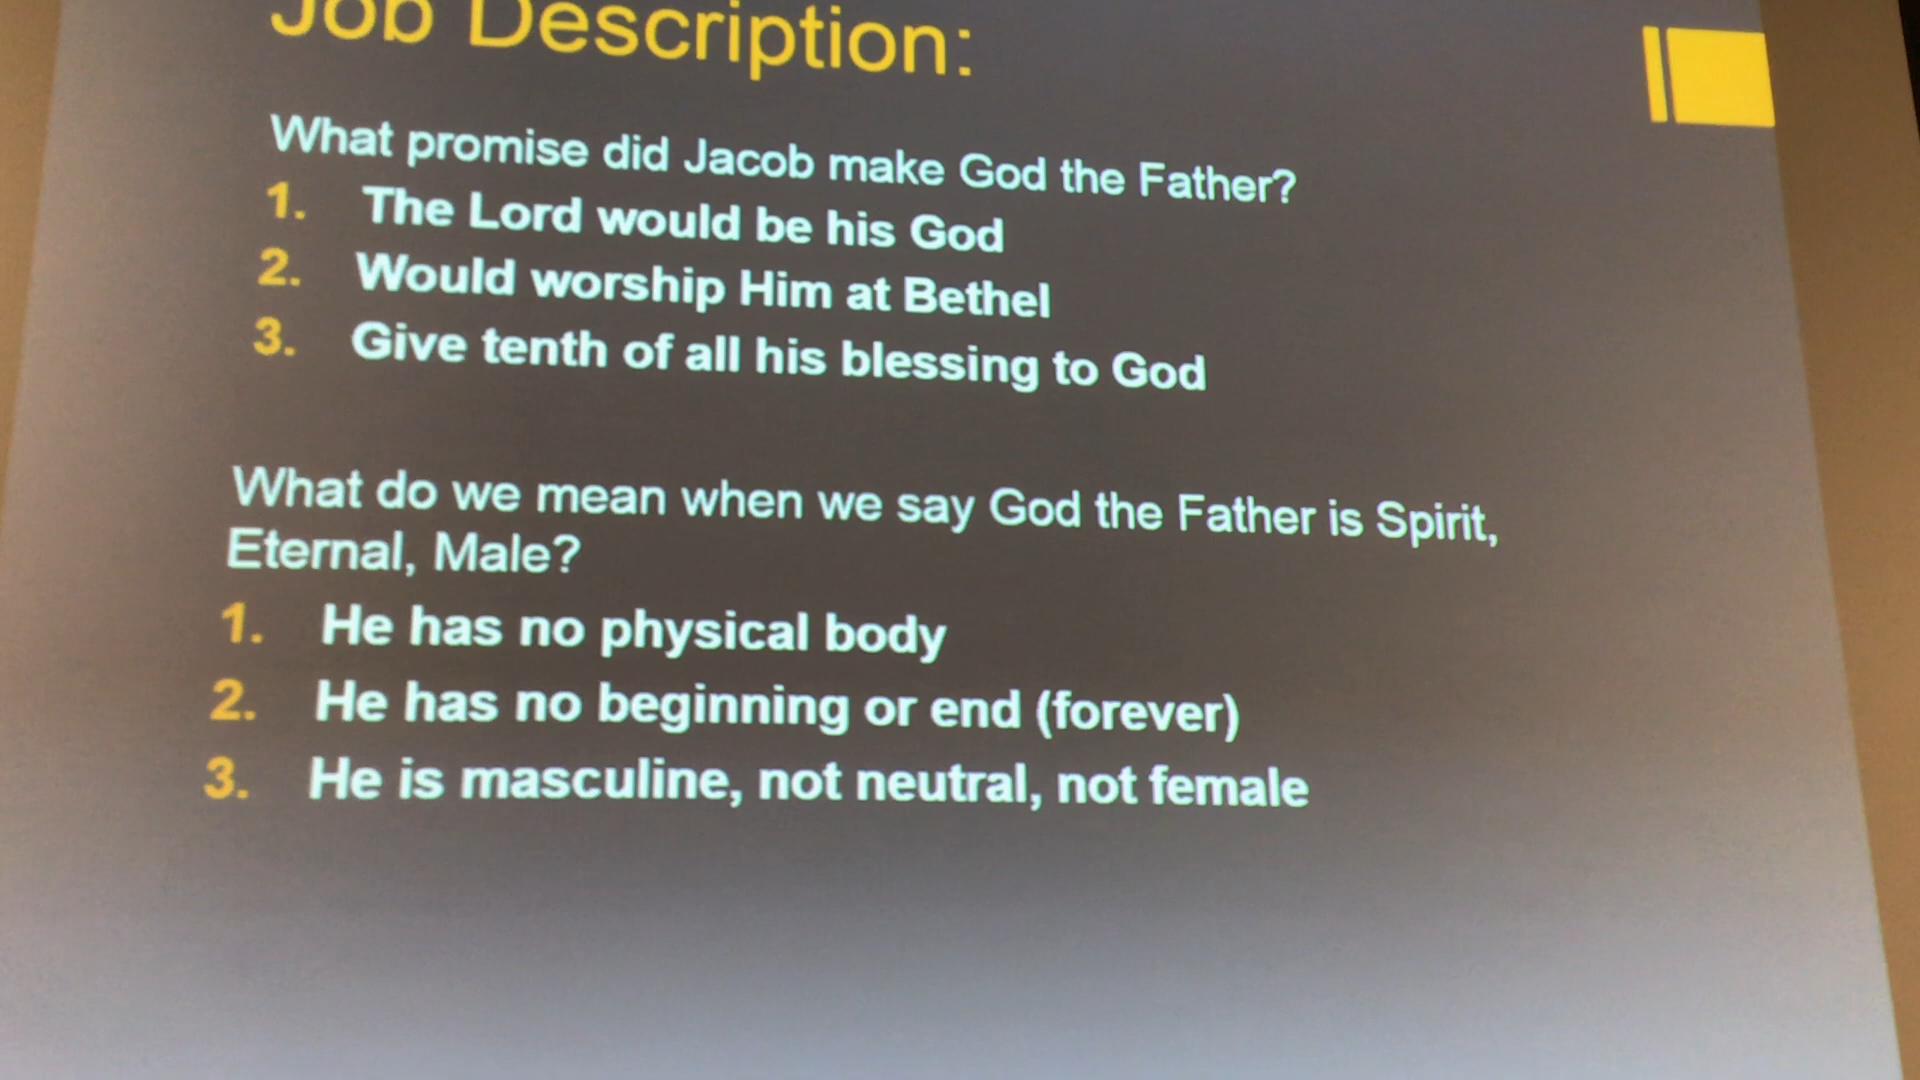 Job Description:
What promise did Jacob make God the Father?
1. The Lord would be his God
2. Would worship Him at Bethel
3. Give tenth of all his blessing to God
What do we mean when we say God the Father is Spirit,
Eternal, Male?
1. He has no physical body
2. He has no beginning or end (forever)
3. He is masculine, not neutral, not female